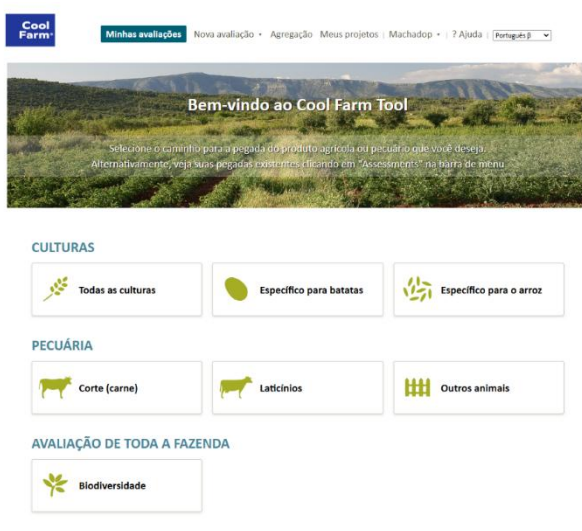 Cool
Farm
Minhas avaliações Nova avaliação Agregação Meus projetos | Machadop | ? Ajuda | Português β
Bem-vindo ao Cool Farm Tool
Selecione o caminho para a pegada do produto agrícola ou pecuário que você deseja.
Alternativamente, veja suas pegadas existentes clicando em "Assessments" na barra de menu
CULTURAS
Todas as culturas
Específico para batatas
Específico para o arroz
PECUÁRIA
Corte (carne)
Laticínios
Outros animais
AVALIAÇÃO DE TODA A FAZENDA
Biodiversidade